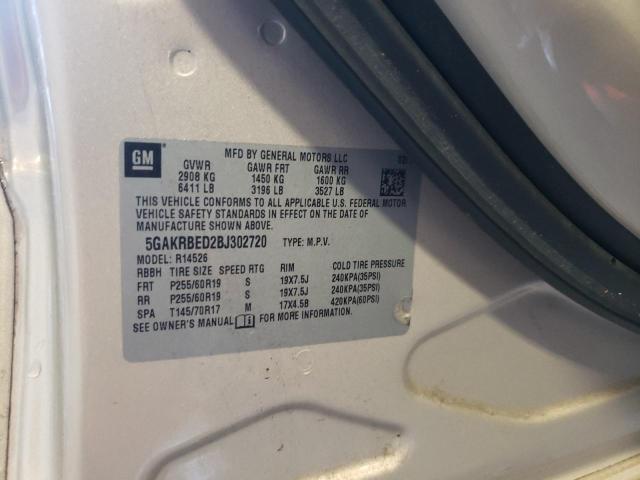 GM
MFD BY GENERAL MOTORS LLC
GVWR GAWR FRT GAWR RR
2908 KG 1450 KG 1600 KG
6411 LB 3196 LB 3527 LB
THIS VEHICLE CONFORMS TO ALL APPLICABLE U.S. FEDERAL MOTOR
VEHICLE SAFETY STANDARDS IN EFFECT ON THE DATE OF
MANUFACTURE SHOWN ABOVE.
5GAKRBED2BJ302720 TYPE: M.P.V.
MODEL: R14526
RBBH TIRE SIZE SPEED RTG RIM COLD TIRE PRESSURE
FRT P255/60R19 S 19X7.5J 240KPA(35PSI)
RR P255/60R19 S 19X7.5J 240KPA(35PSI)
SPA T145/70R17 M 17X4.5B 420KPA(60PSI)
SEE OWNER'S MANUAL FOR MORE INFORMATION.